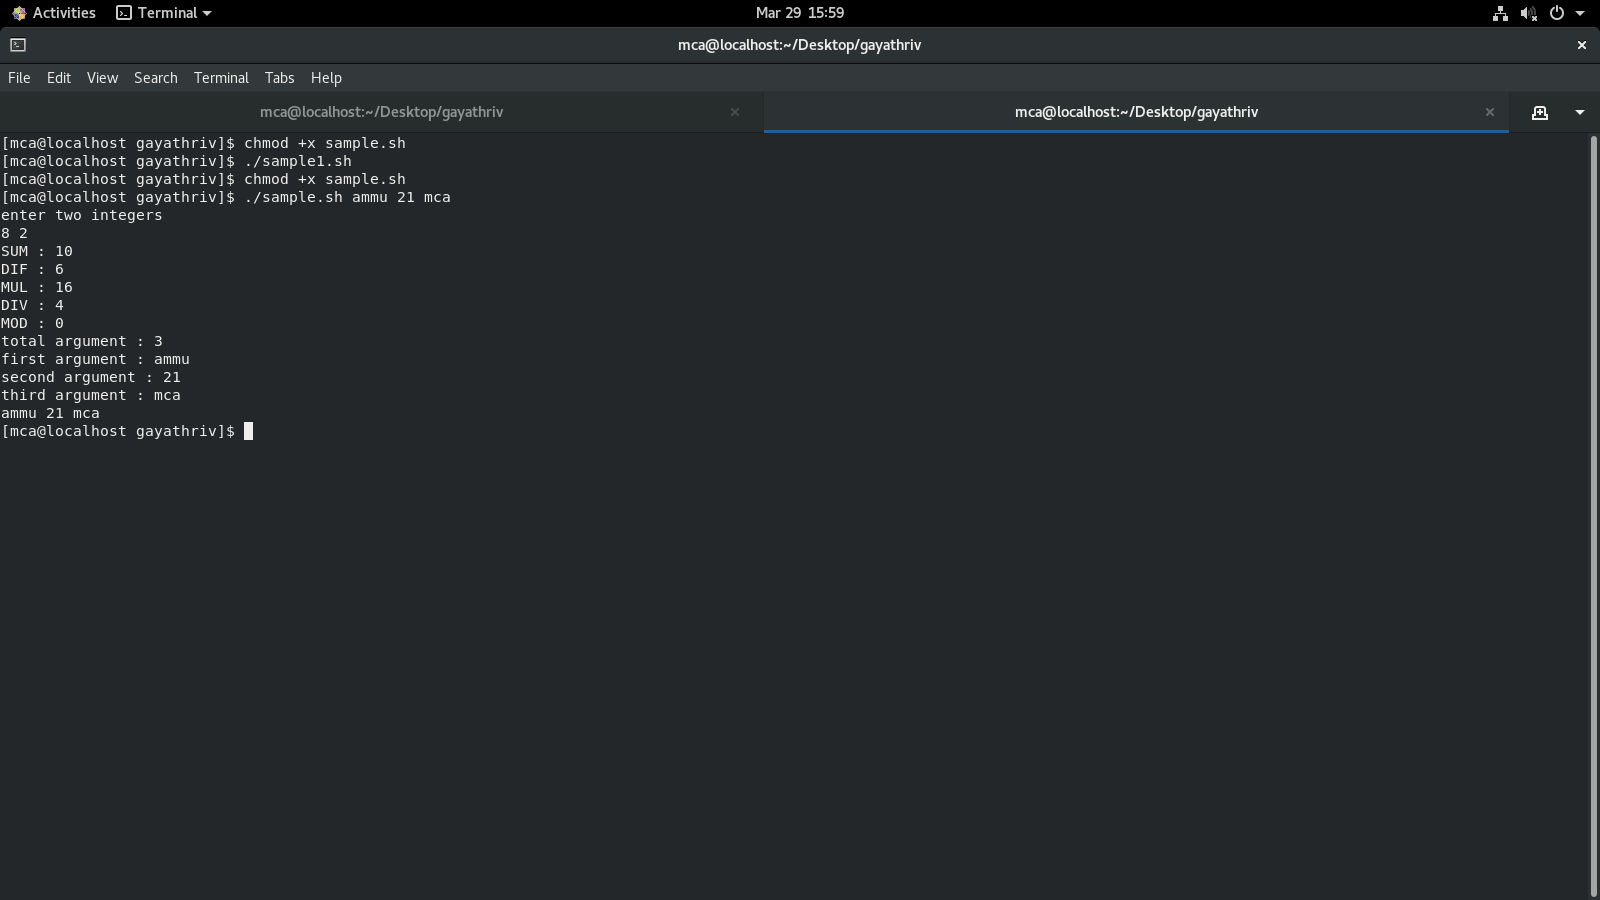 Activities Terminal Mar 29 15:59
mca@localhost:~/Desktop/gayathriv
File Edit View Search Terminal Tabs Help
mca@localhost:~/Desktop/gayathriv mca@localhost:~/Desktop/gayathriv
[mca@localhost gayathriv]$ chmod +x sample.sh
[mca@localhost gayathriv]$ ./sample1.sh
[mca@localhost gayathriv]$ chmod +x sample.sh
[mca@localhost gayathriv]$ ./sample.sh ammu 21 mca
enter two integers
8 2
SUM : 10
DIF : 6
MUL : 16
DIV : 4
MOD : 0
total argument : 3
first argument : ammu
second argument : 21
third argument : mca
ammu 21 mca
[mca@localhost gayathriv]$